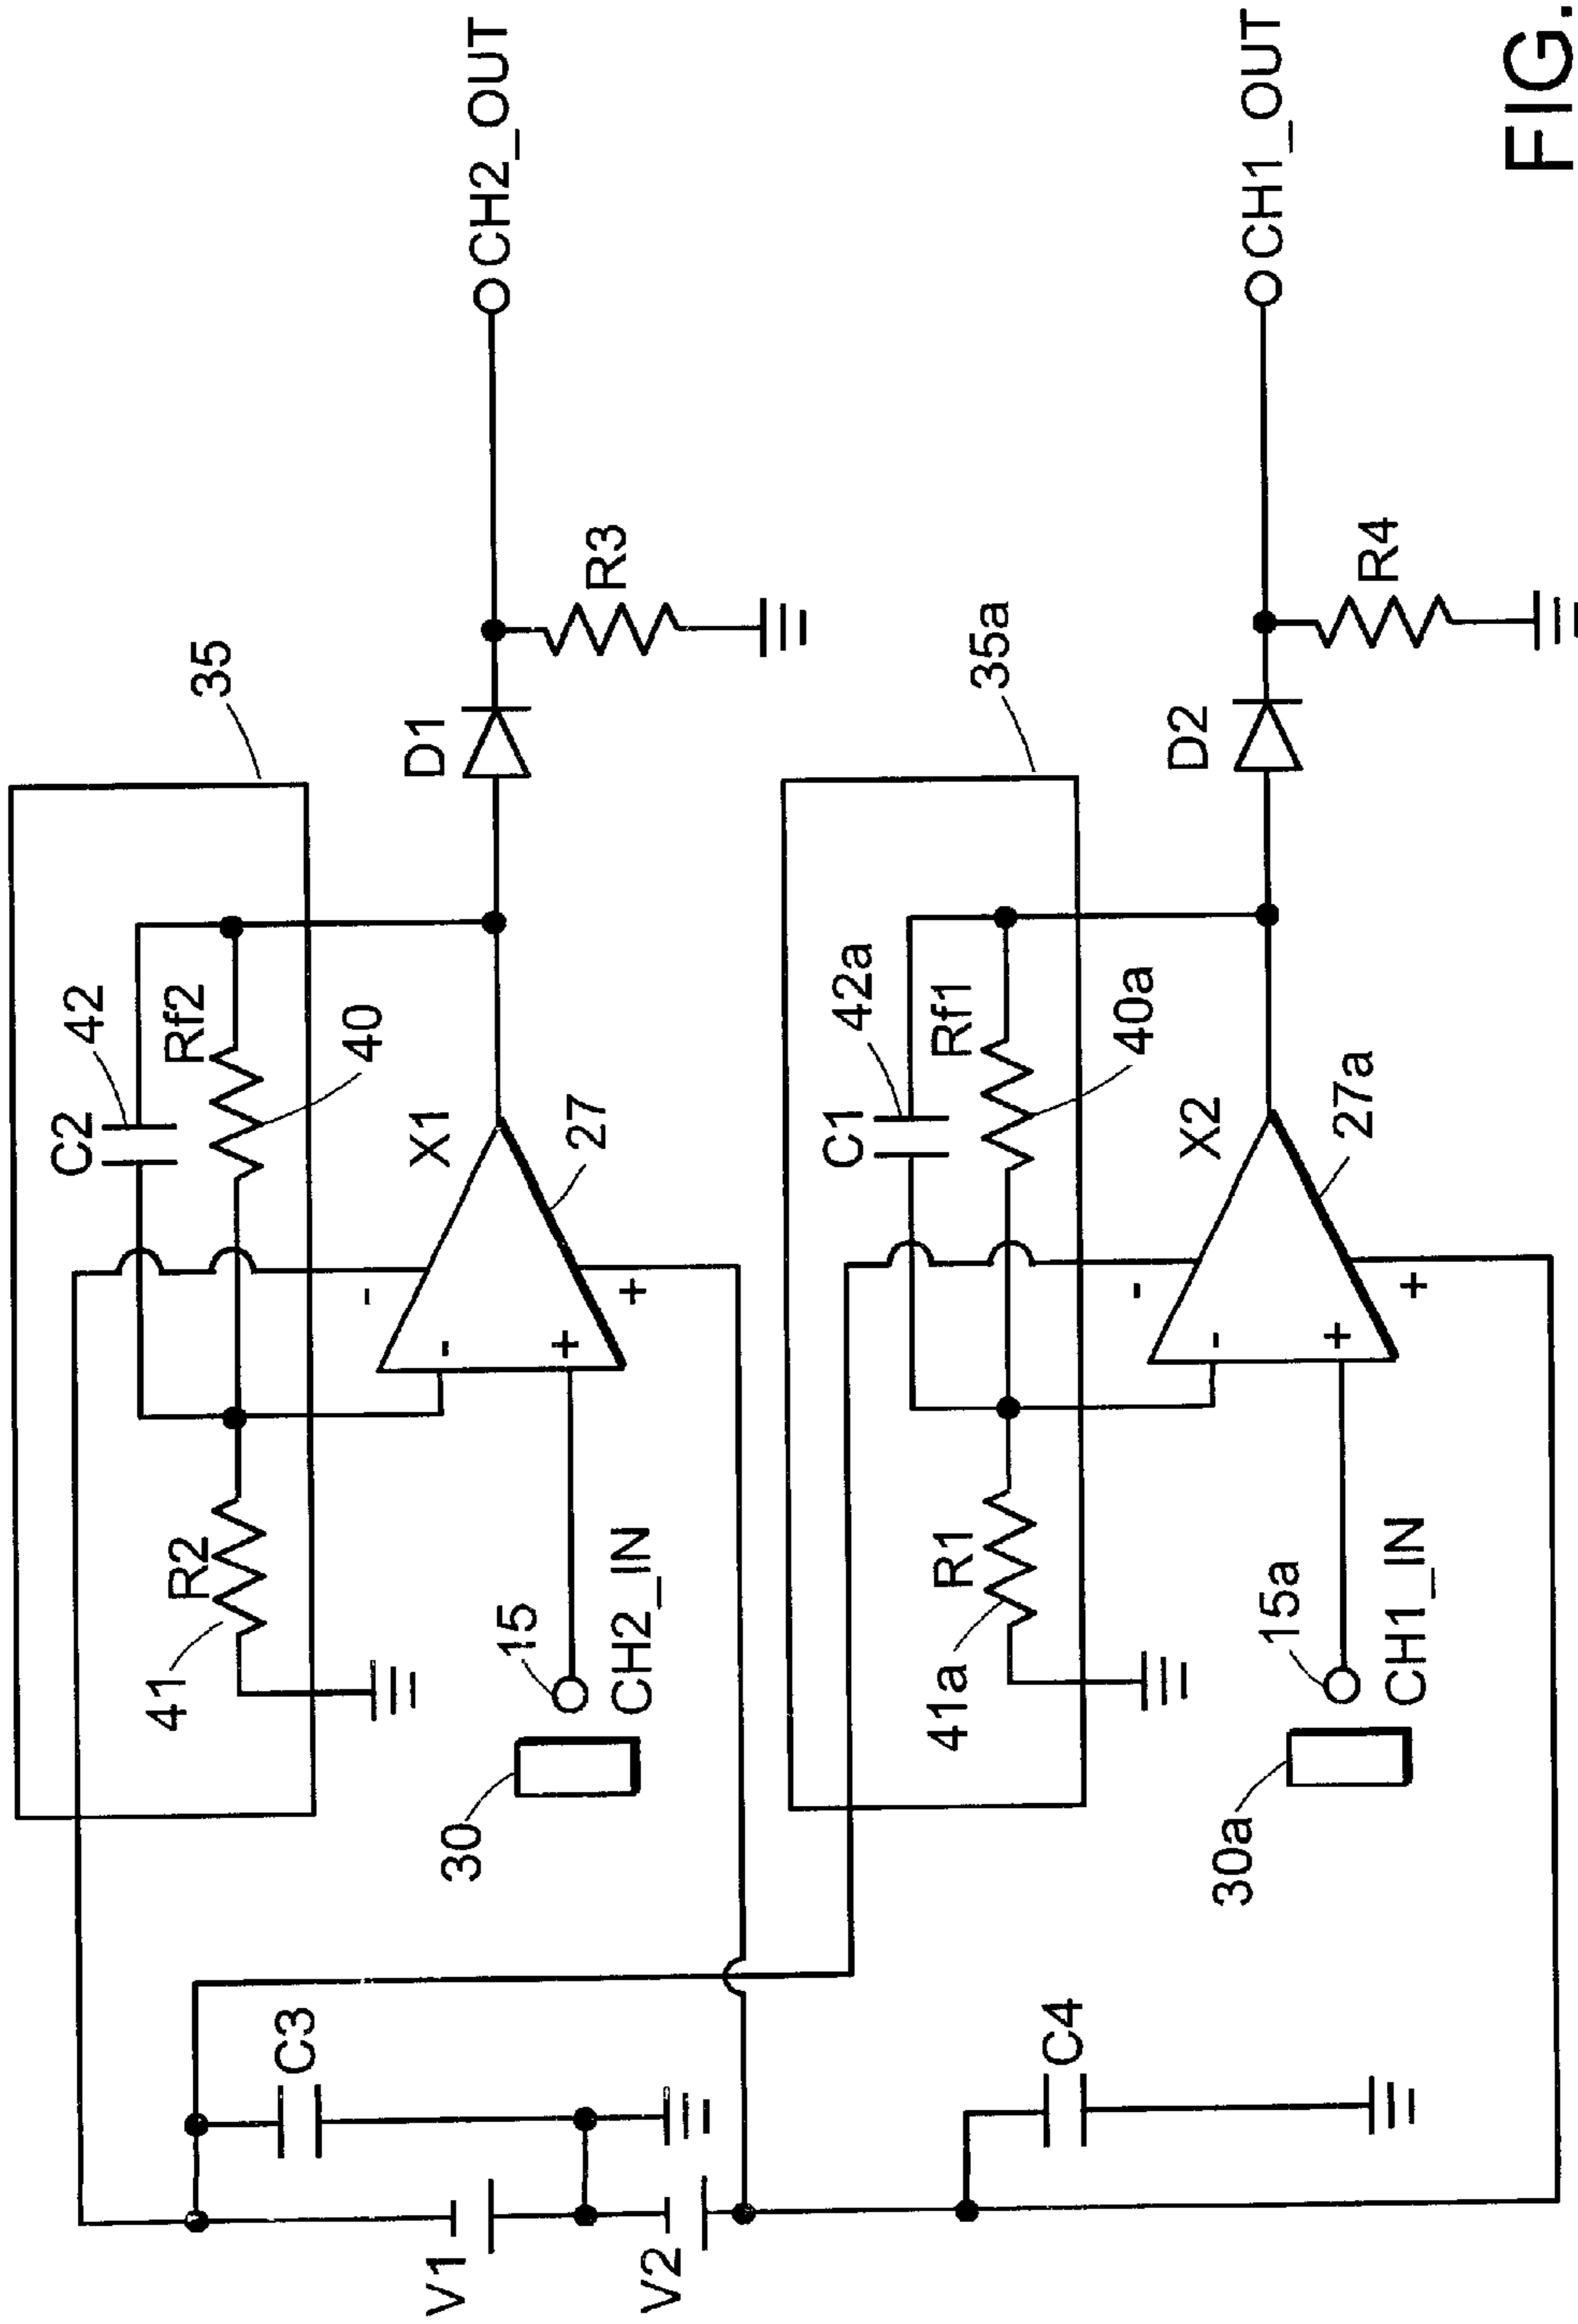 35
C2
42
Rf2
40
R2
41
X1
27
D1
CH2_OUT
R3
-
-
+
+
30
15
CH2_IN
V1
C3
V2
C4
35a
C1
42a
Rf1
40a
R1
41a
X2
27a
D2
CH1_OUT
R4
-
-
+
+
30a
15a
CH1_IN
FIG.